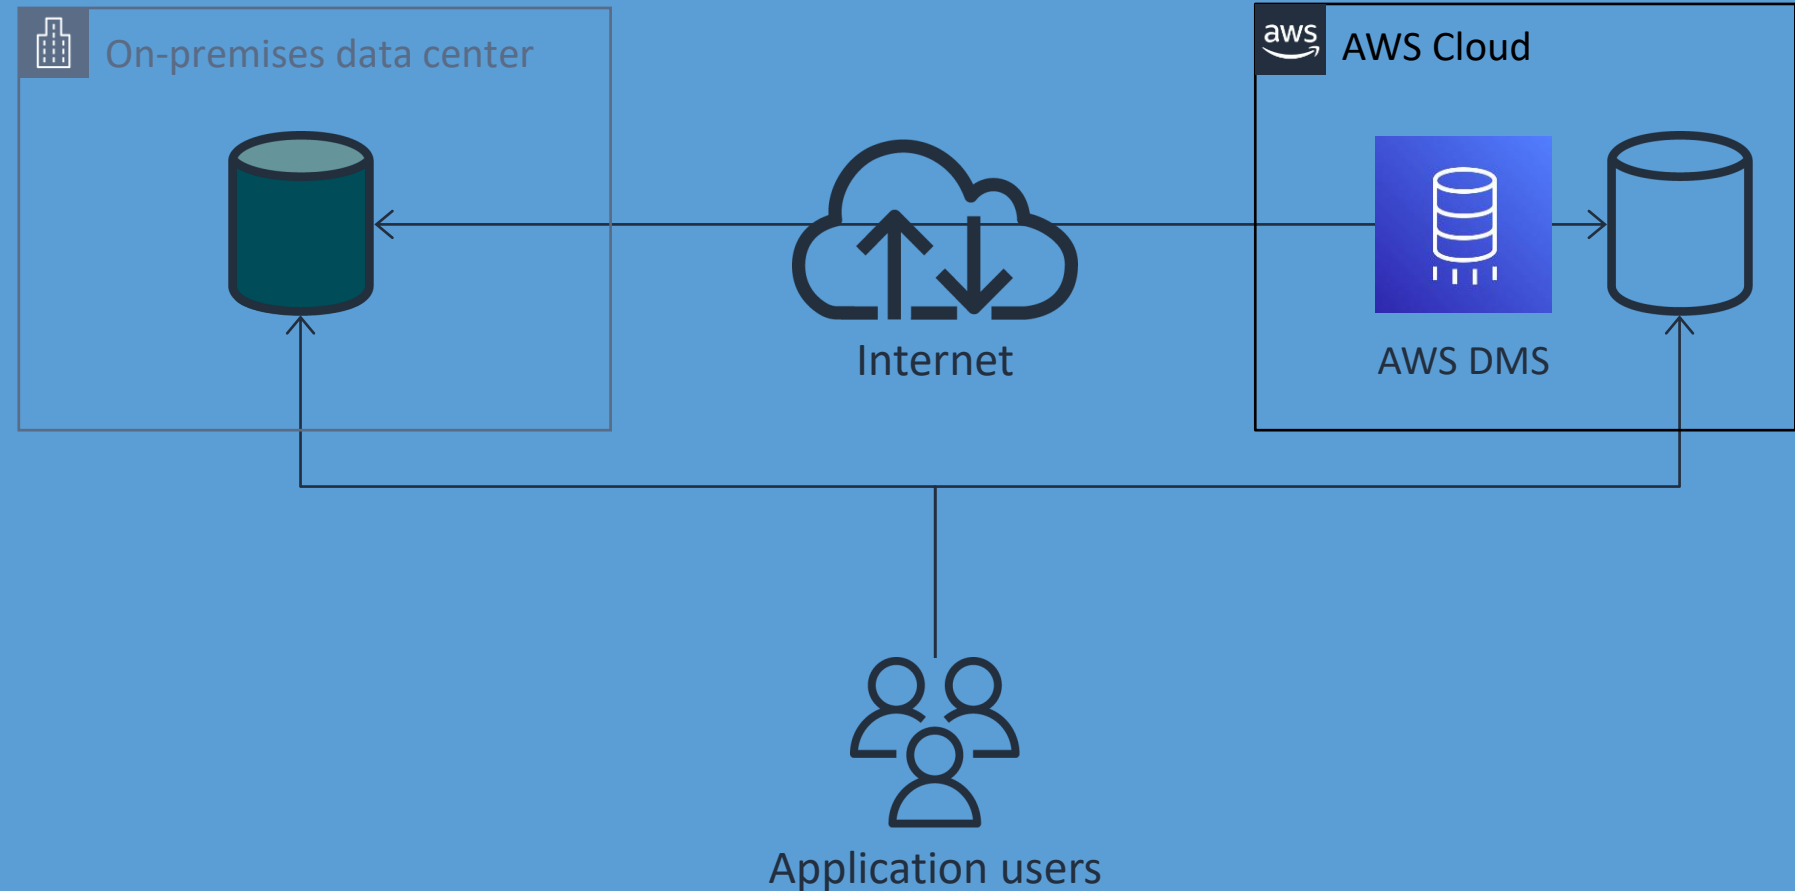 On-premises data center
aws
AWS Cloud
Internet
AWS DMS
Application users